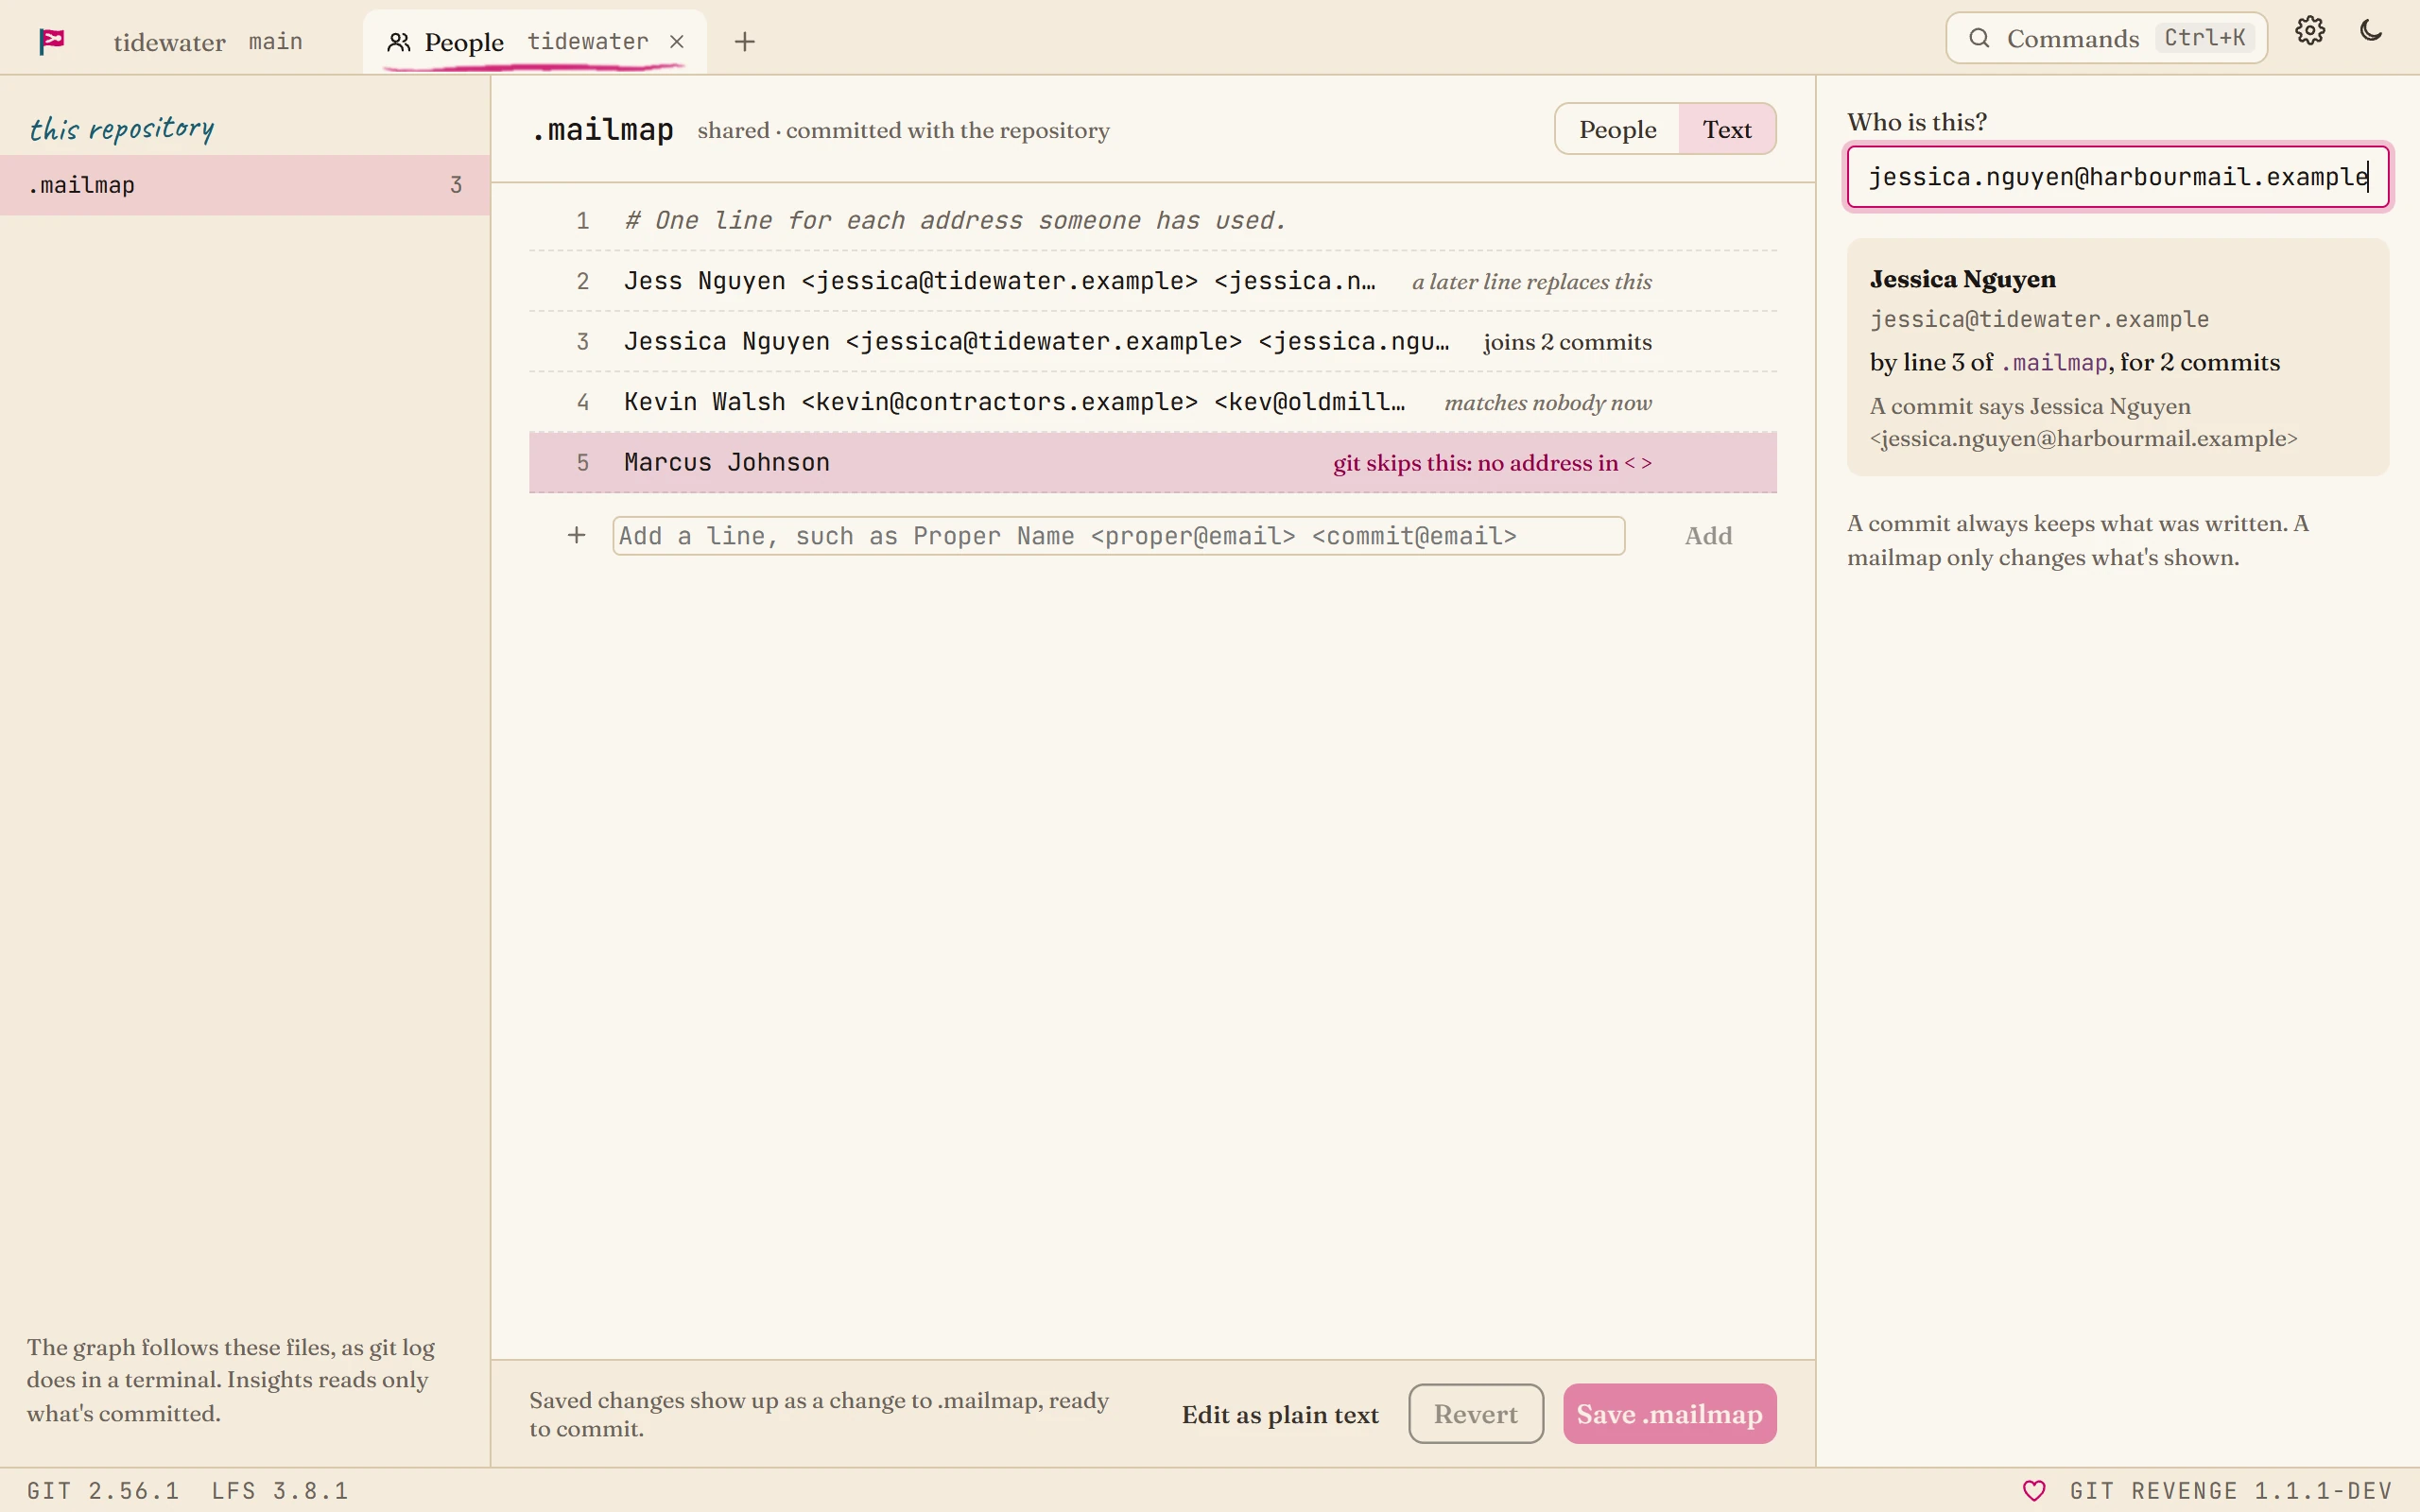 tidewater main
People tidewater
Commands Ctrl+K
this repository
.mailmap 3
The graph follows these files, as git log
does in a terminal. Insights reads only
what's committed.
.mailmap shared · committed with the repository
People Text
1 # One line for each address someone has used.
2 Jess Nguyen <jessica@tidewater.example> <jessica.n… a later line replaces this
3 Jessica Nguyen <jessica@tidewater.example> <jessica.ngu… joins 2 commits
4 Kevin Walsh <kevin@contractors.example> <kev@oldmill… matches nobody now
5 Marcus Johnson git skips this: no address in < >
+ Add a line, such as Proper Name <proper@email> <commit@email> Add
Saved changes show up as a change to .mailmap, ready
to commit.
Edit as plain text Revert Save .mailmap
Who is this?
jessica.nguyen@harbourmail.example
Jessica Nguyen
jessica@tidewater.example
by line 3 of .mailmap, for 2 commits
A commit says Jessica Nguyen
<jessica.nguyen@harbourmail.example>
A commit always keeps what was written. A
mailmap only changes what's shown.
GIT 2.56.1 LFS 3.8.1
GIT REVENGE 1.1.1-DEV